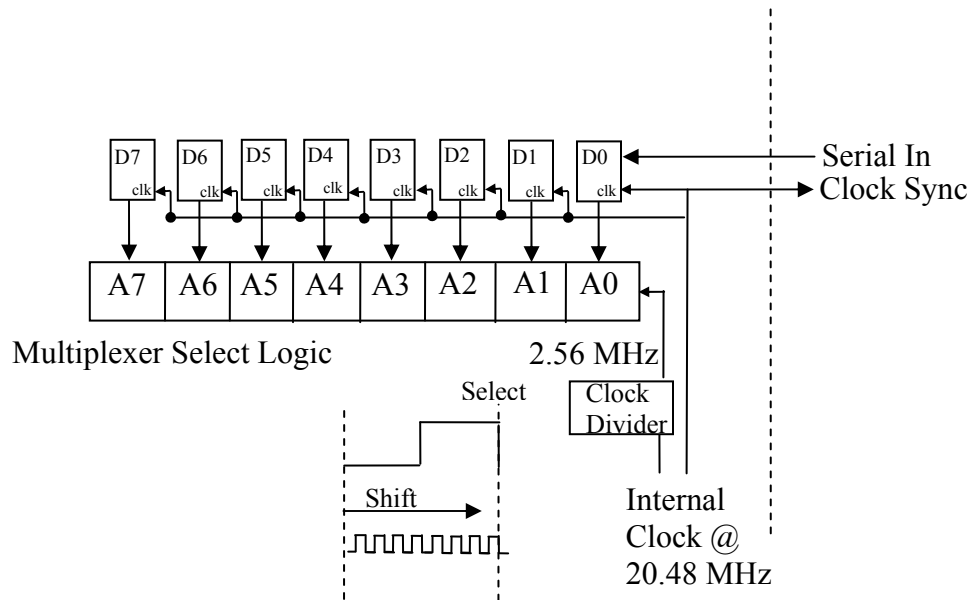 D7 D6 D5 D4 D3 D2 D1 D0
clk clk clk clk clk clk clk clk
Serial In
Clock Sync
A7 A6 A5 A4 A3 A2 A1 A0
Multiplexer Select Logic
2.56 MHz
Select
Clock
Divider
Shift
Internal
Clock @
20.48 MHz